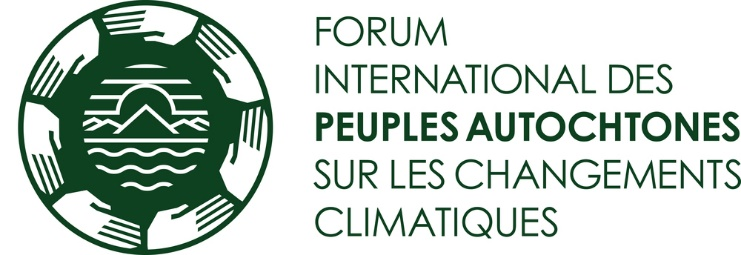 FORUM
INTERNATIONAL DES
PEUPLES AUTOCHTONES
SUR LES CHANGEMENTS
CLIMATIQUES